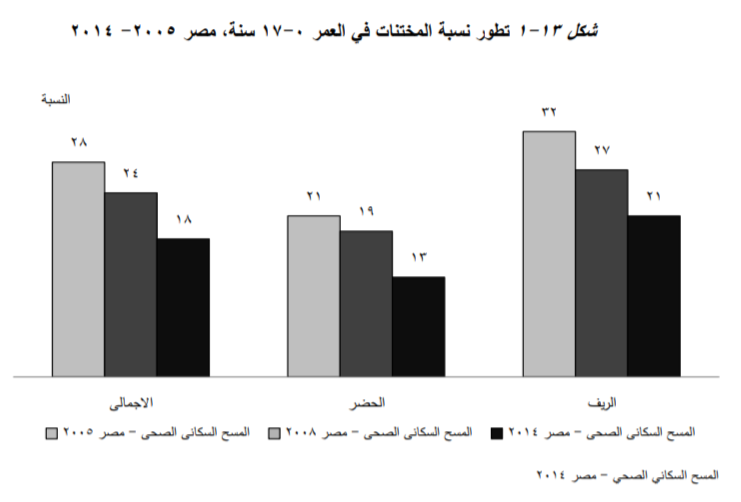 شكل ١٣-١ تطور نسبة المختنات في العمر ٠-١٧ سنة، مصر ٢٠٠٥- ٢٠١٤
النسبة
٢٨
٢٤
١٨
٢١
١٩
١٣
٣٢
٢٧
٢١
الاجمالى
الحضر
الريف
المسح السكانى الصحى - مصر ٢٠٠٥
المسح السكانى الصحى - مصر ٢٠٠٨
المسح السكانى الصحى - مصر ٢٠١٤
المسح السكاني الصحي - مصر ٢٠١٤